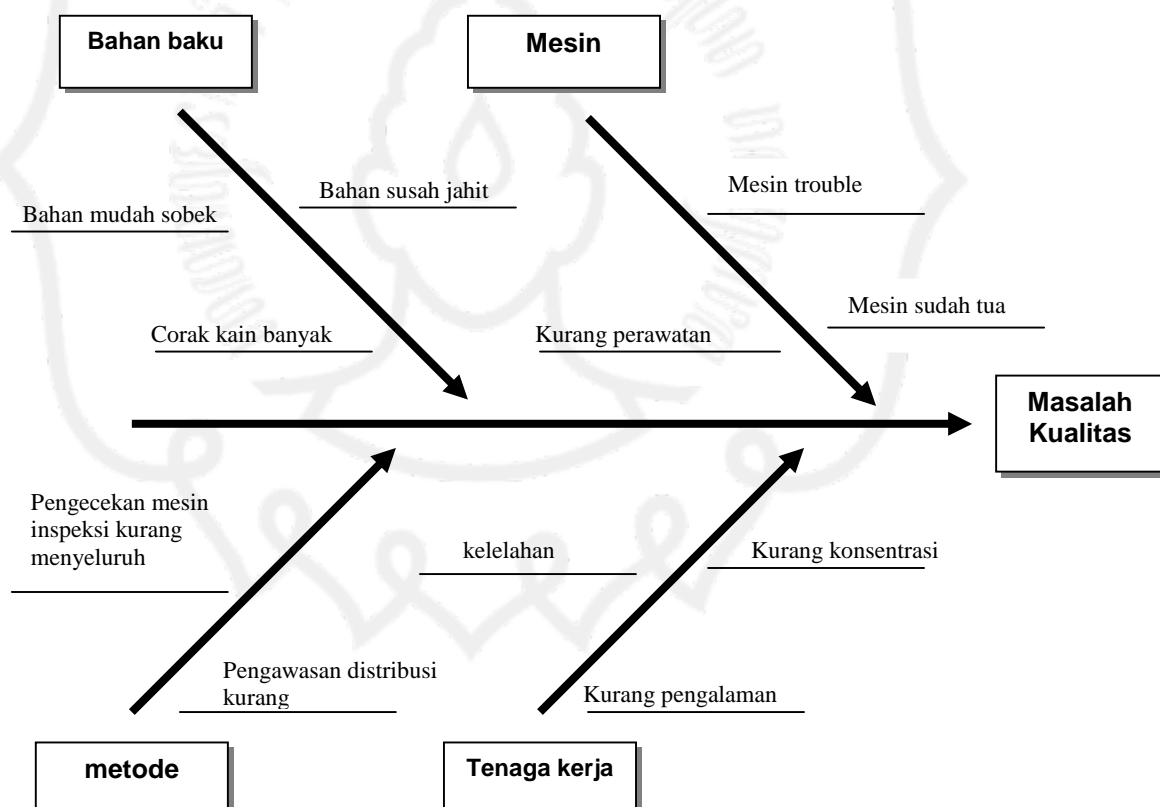 Bahan baku
Mesin
Bahan susah jahit
Mesin trouble
Bahan mudah sobek
Mesin sudah tua
Corak kain banyak
Kurang perawatan
Masalah
Kualitas
Pengecekan mesin
inspeksi kurang
menyeluruh
kelelahan
Kurang konsentrasi
Pengawasan distribusi
kurang
Kurang pengalaman
metode
Tenaga kerja